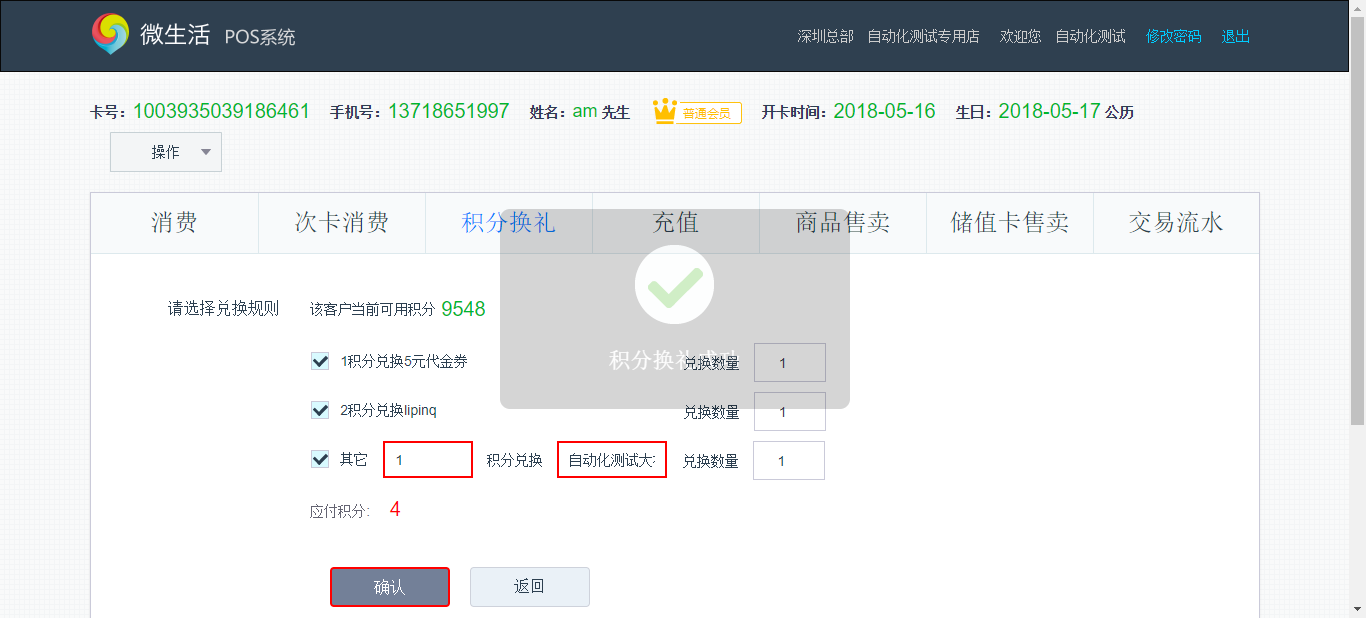 微生活 POS系统 深圳总部 自动化测试专用店 欢迎您 自动化测试 修改密码 退出
卡号: 1003935039186461 手机号: 13718651997 姓名: am 先生 普通会员 开卡时间: 2018-05-16 生日: 2018-05-17 公历
操作
消费 次卡消费 积分换礼 充值 商品售卖 储值卡售卖 交易流水
请选择兑换规则 该客户当前可用积分 9548
1积分兑换5元代金券 兑换数量 1
积分换礼
2积分兑换lipinq 兑换数量 1
其它 1 积分兑换 自动化测试大 兑换数量 1
应付积分: 4
确认 返回